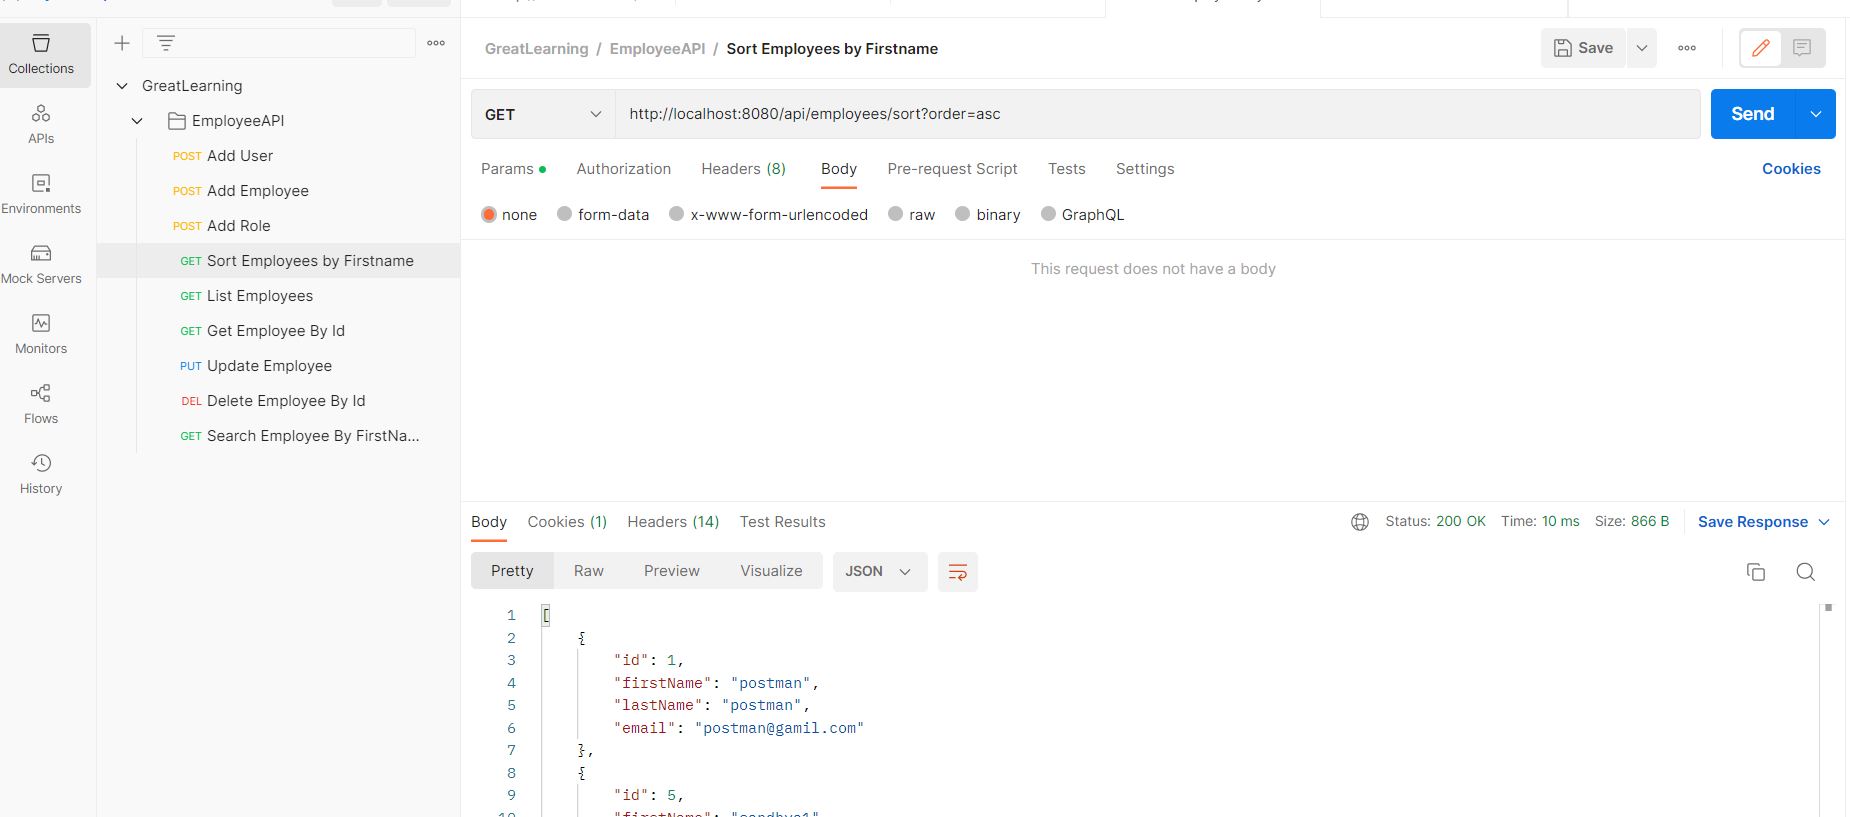 Collections
APIs
Environments
Mock Servers
Monitors
Flows
History
GreatLearning
EmployeeAPI
POST Add User
POST Add Employee
POST Add Role
GET Sort Employees by Firstname
GET List Employees
GET Get Employee By Id
PUT Update Employee
DEL Delete Employee By Id
GET Search Employee By FirstNa...
GreatLearning / EmployeeAPI / Sort Employees by Firstname
Save
GET http://localhost:8080/api/employees/sort?order=asc Send
Params Authorization Headers (8) Body Pre-request Script Tests Settings Cookies
none form-data x-www-form-urlencoded raw binary GraphQL
This request does not have a body
Body Cookies (1) Headers (14) Test Results Status: 200 OK Time: 10 ms Size: 866 B Save Response
Pretty Raw Preview Visualize JSON
1 [
2 {
3 "id": 1,
4 "firstName": "postman",
5 "lastName": "postman",
6 "email": "postman@gamil.com"
7 },
8 {
9 "id": 5,
10 "firstName":